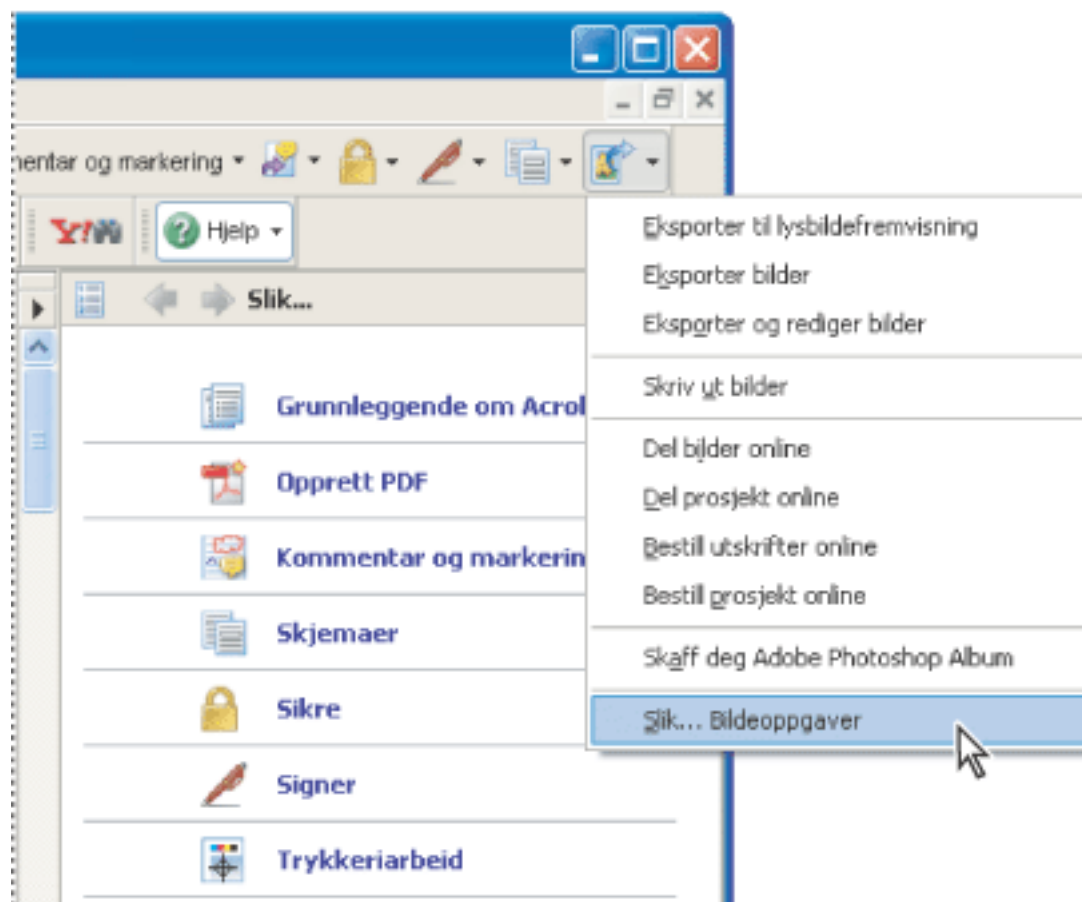 mentar og markering
Y!
Hjelp
Slik...
Grunnleggende om Acrol
Opprett PDF
Kommentar og markerin
Skjemaer
Sikre
Signer
Trykkeriarbeid
Eksporter til lysbildefremvisning
Eksporter bilder
Eksporter og rediger bilder
Skriv ut bilder
Del bilder online
Del prosjekt online
Bestill utskrifter online
Bestill prosjekt online
Skaff deg Adobe Photoshop Album
Slik... Bildeoppgaver